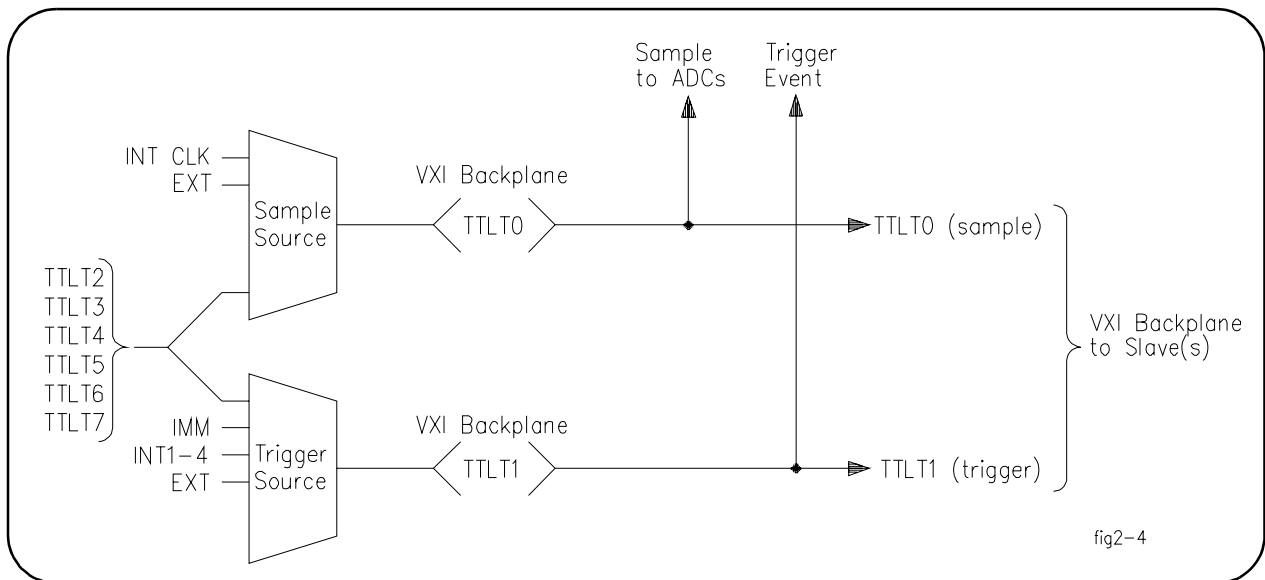 Sample
to ADCs
Trigger
Event
INT CLK
EXT
Sample
Source
VXI Backplane
TTLT0
TTLT0 (sample)
TTLT2
TTLT3
TTLT4
TTLT5
TTLT6
TTLT7
VXI Backplane
to Slave(s)
IMM
INT1-4
EXT
Trigger
Source
VXI Backplane
TTLT1
TTLT1 (trigger)
fig2-4